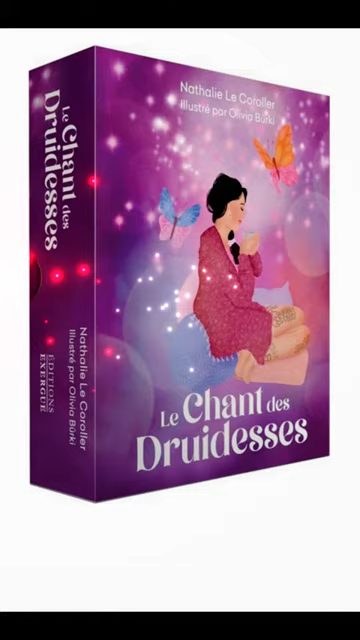 Nathalie Le Coroller
Illustré par Olivia Bürki
Le Chant des
Druidesses
Le Chant des
Druidesses
Nathalie Le Coroller
Illustré par Olivia Bürki
EDITIONS
EXERGUE